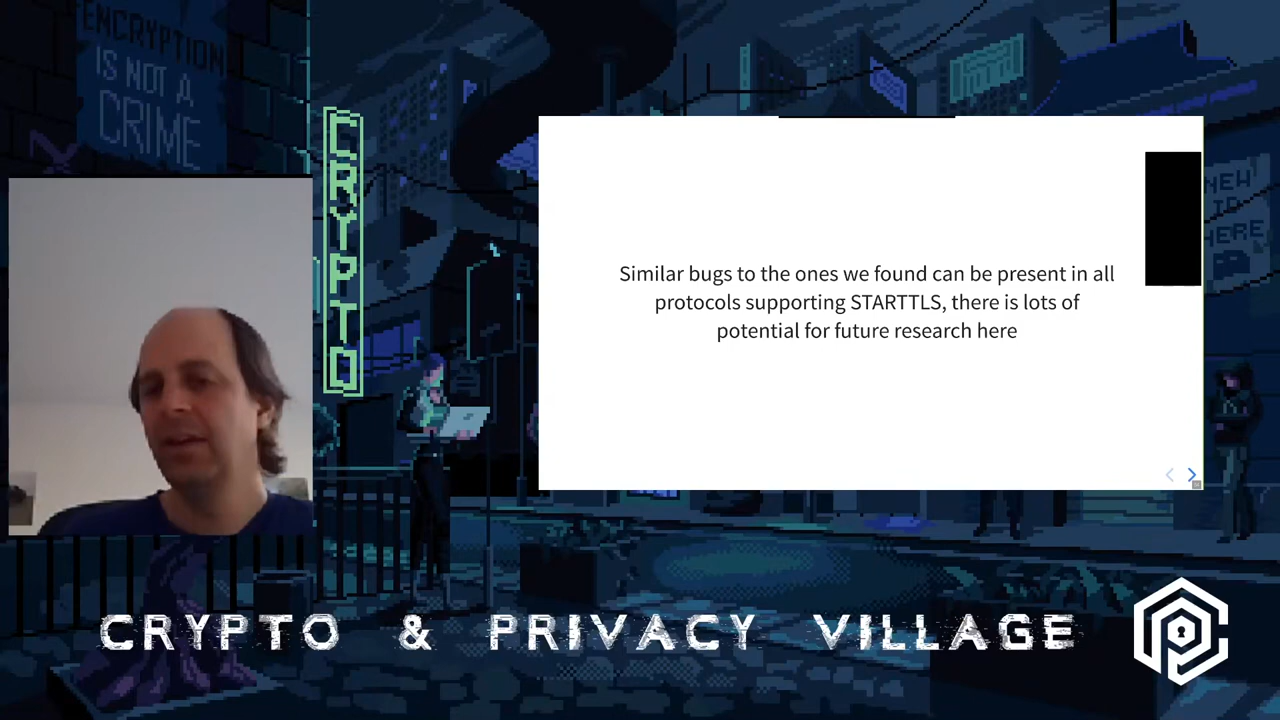 ENCRYPTION
IS NOT A
CRIME
CRYPTO
Similar bugs to the ones we found can be present in all
protocols supporting STARTTLS, there is lots of
potential for future research here
NEW
TO
HERE
CRYPTO & PRIVACY VILLAGE